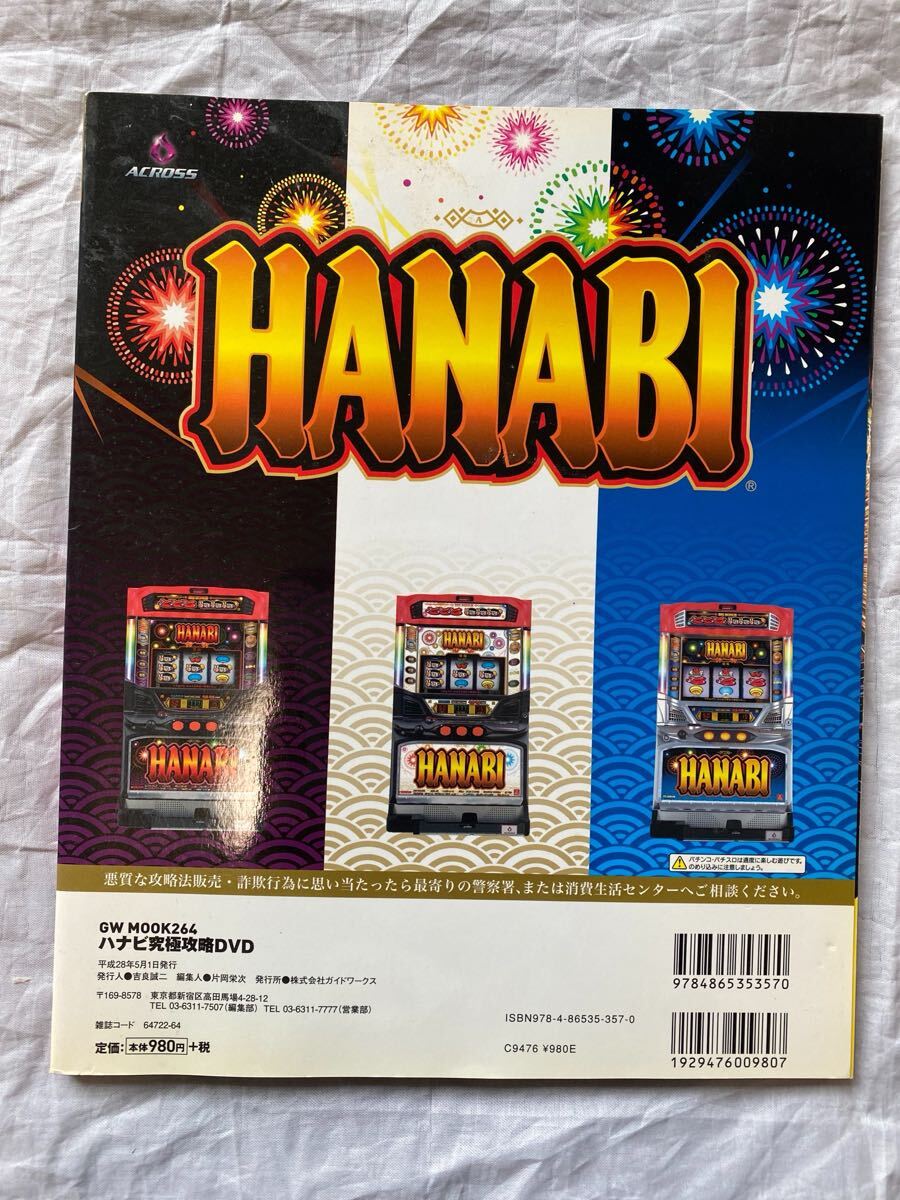 ACROSS
A
HANABI
®
HANABI
HANABI
HANABI
HANABI
HANABI
HANABI
パチンコ・パチスロは適度に楽しむ遊びです。
のめり込みに注意しましょう。
悪質な攻略法販売・詐欺行為に思い当たったら最寄りの警察署、または消費生活センターへご相談ください。
GW MOOK264
ハナビ究極攻略DVD
平成28年5月1日発行
発行人●吉良誠二 編集人●片岡栄次 発行所●株式会社ガイドワークス
〒169-8578 東京都新宿区高田馬場4-28-12
TEL 03-6311-7507(編集部) TEL 03-6311-7777(営業部)
雑誌コード 64722-64
定価:本体980円+税
ISBN978-4-86535-357-0
C9476 ¥980E
9784865353570
1929476009807